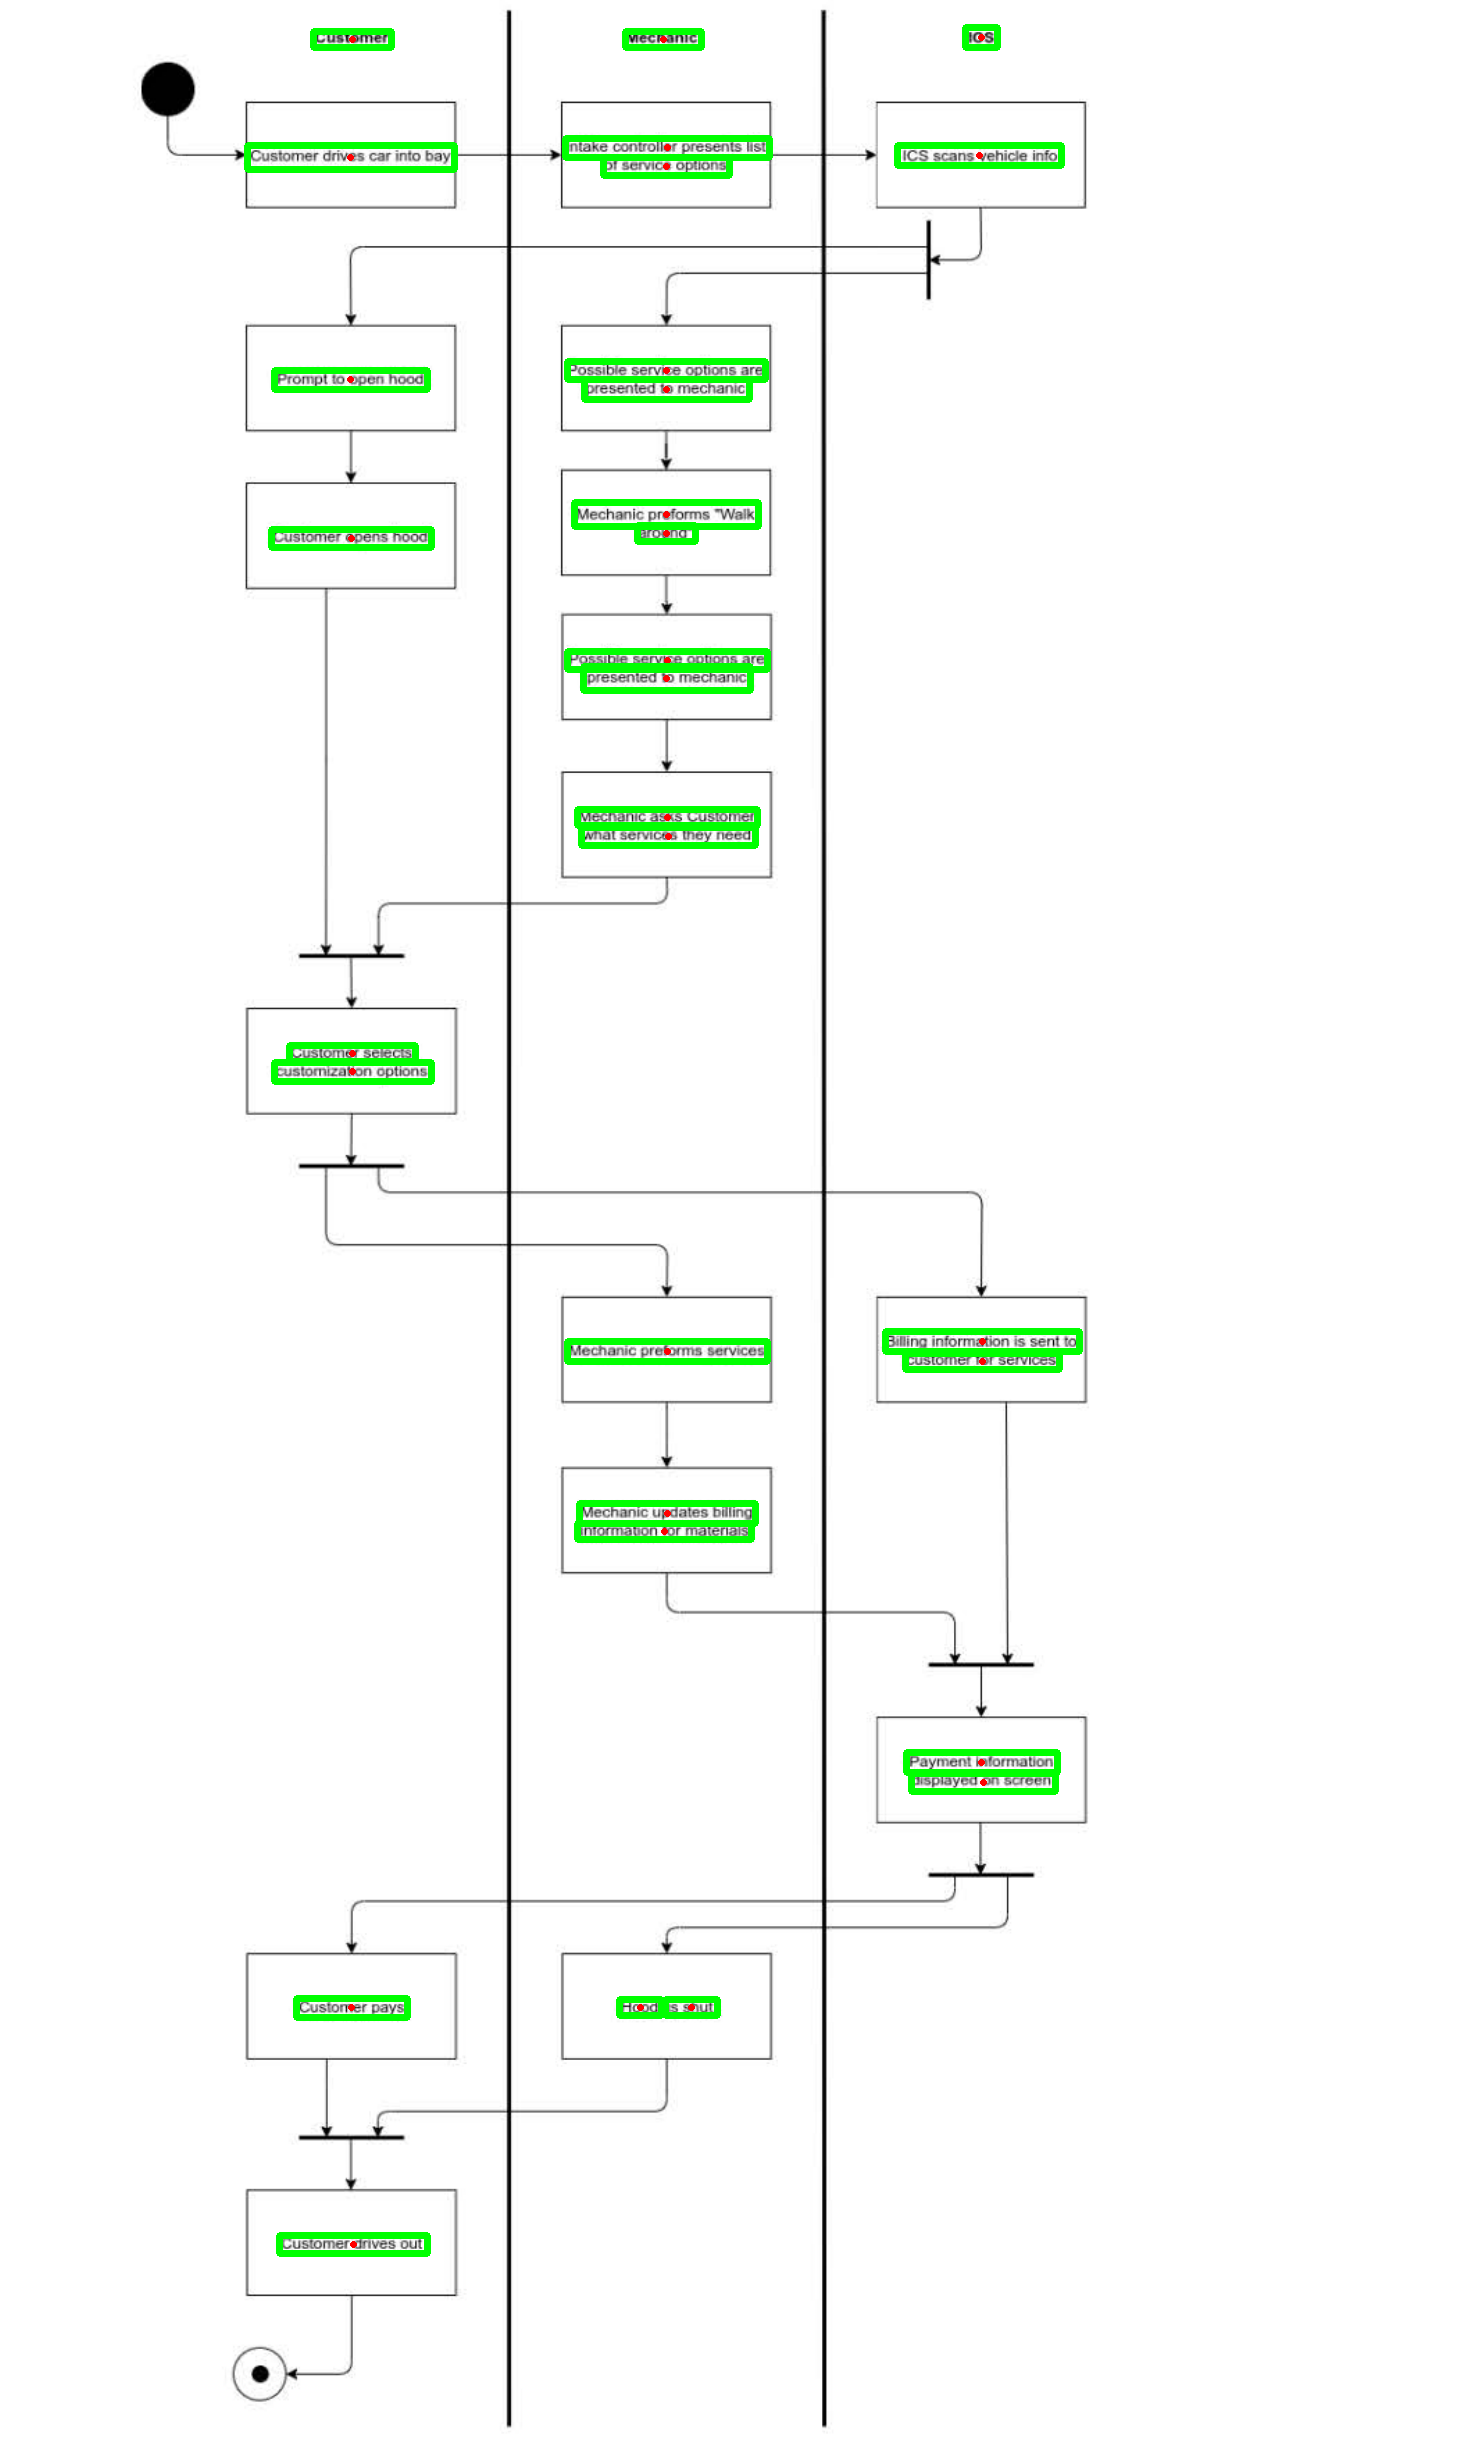 Customer
Mechanic
ICS
Customer drives car into bay
Intake controller presents list
of service options
ICS scans vehicle info
Prompt to open hood
Possible service options are
presented to mechanic
Customer opens hood
Mechanic preforms "Walk
around"
Possible service options are
presented to mechanic
Mechanic asks Customer
what services they need
Customer selects
customization options
Mechanic preforms services
Billing information is sent to
customer for services
Mechanic updates billing
information for materials
Payment information
displayed on screen
Customer pays
Hood is shut
Customer drives out